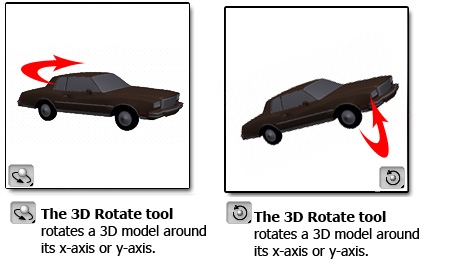 The 3D Rotate tool
rotates a 3D model around
its x-axis or y-axis.
The 3D Rotate tool
rotates a 3D model around
its x-axis or y-axis.